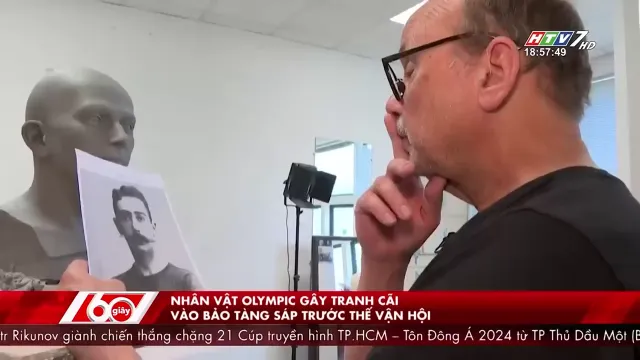 HTV7 HD
18:57:49
60 giây
NHÂN VẬT OLYMPIC GÂY TRANH CÃI
VÀO BẢO TÀNG SÁP TRƯỚC THẾ VẬN HỘI
tr Rikunov giành chiến thắng chặng 21 Cúp truyền hình TP.HCM – Tôn Đông Á 2024 từ TP Thủ Dầu Một (B